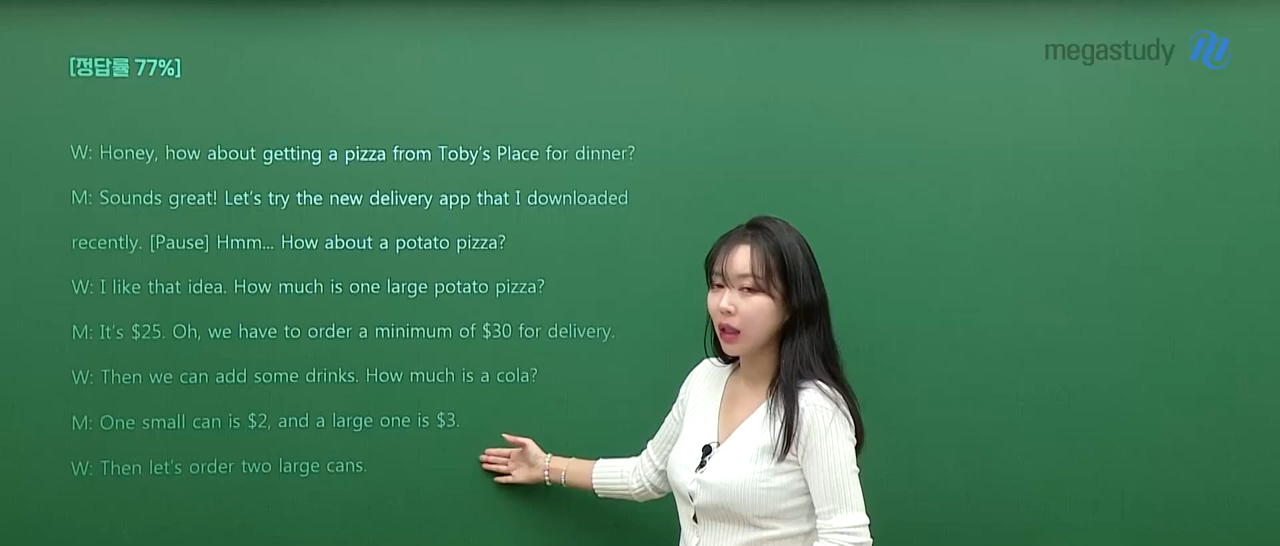 [정답률 77%]
megastudy
W: Honey, how about getting a pizza from Toby's Place for dinner?
M: Sounds great! Let's try the new delivery app that I downloaded
recently. [Pause] Hmm... How about a potato pizza?
W: I like that idea. How much is one large potato pizza?
M: It's $25. Oh, we have to order a minimum of $30 for delivery.
W: Then we can add some drinks. How much is a cola?
M: One small can is $2, and a large one is $3.
W: Then let's order two large cans.